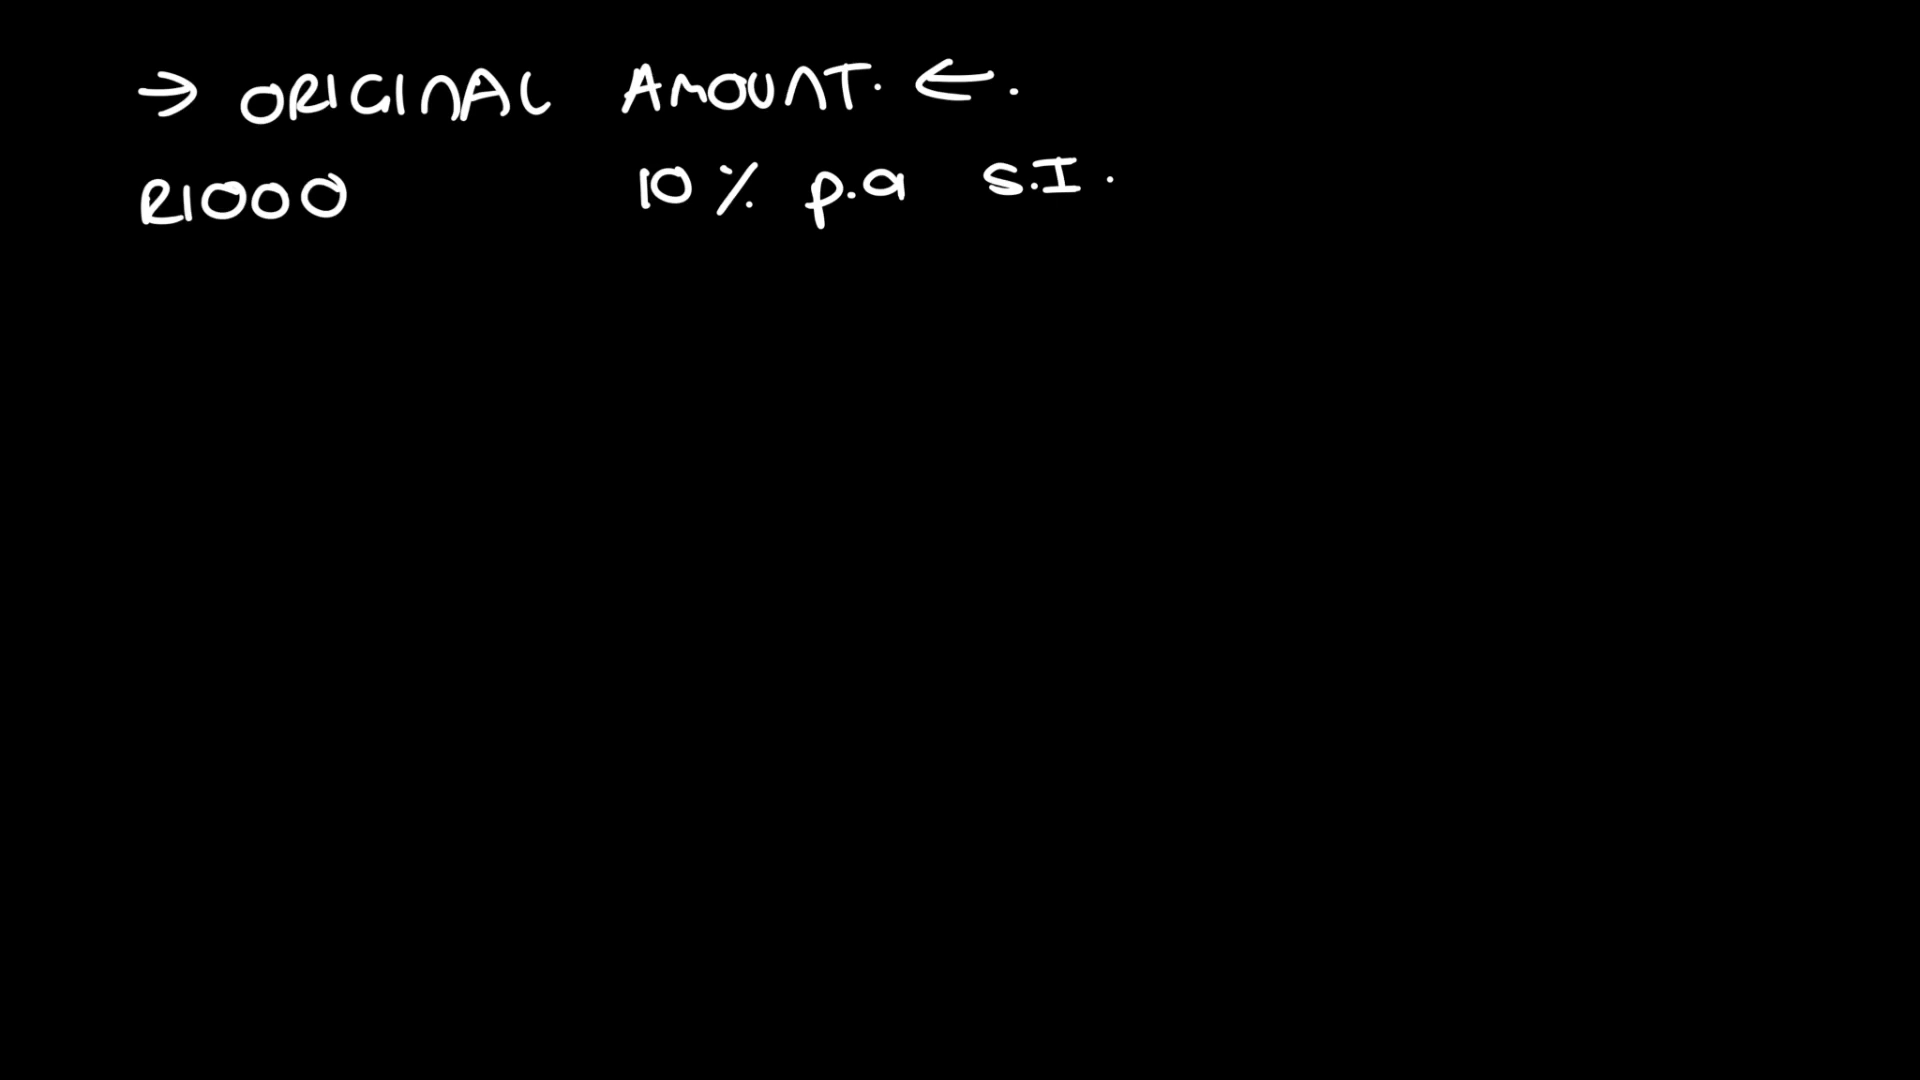 → ORIGINAL AMOUNT. ←.
R1000 10% p.a S.I.